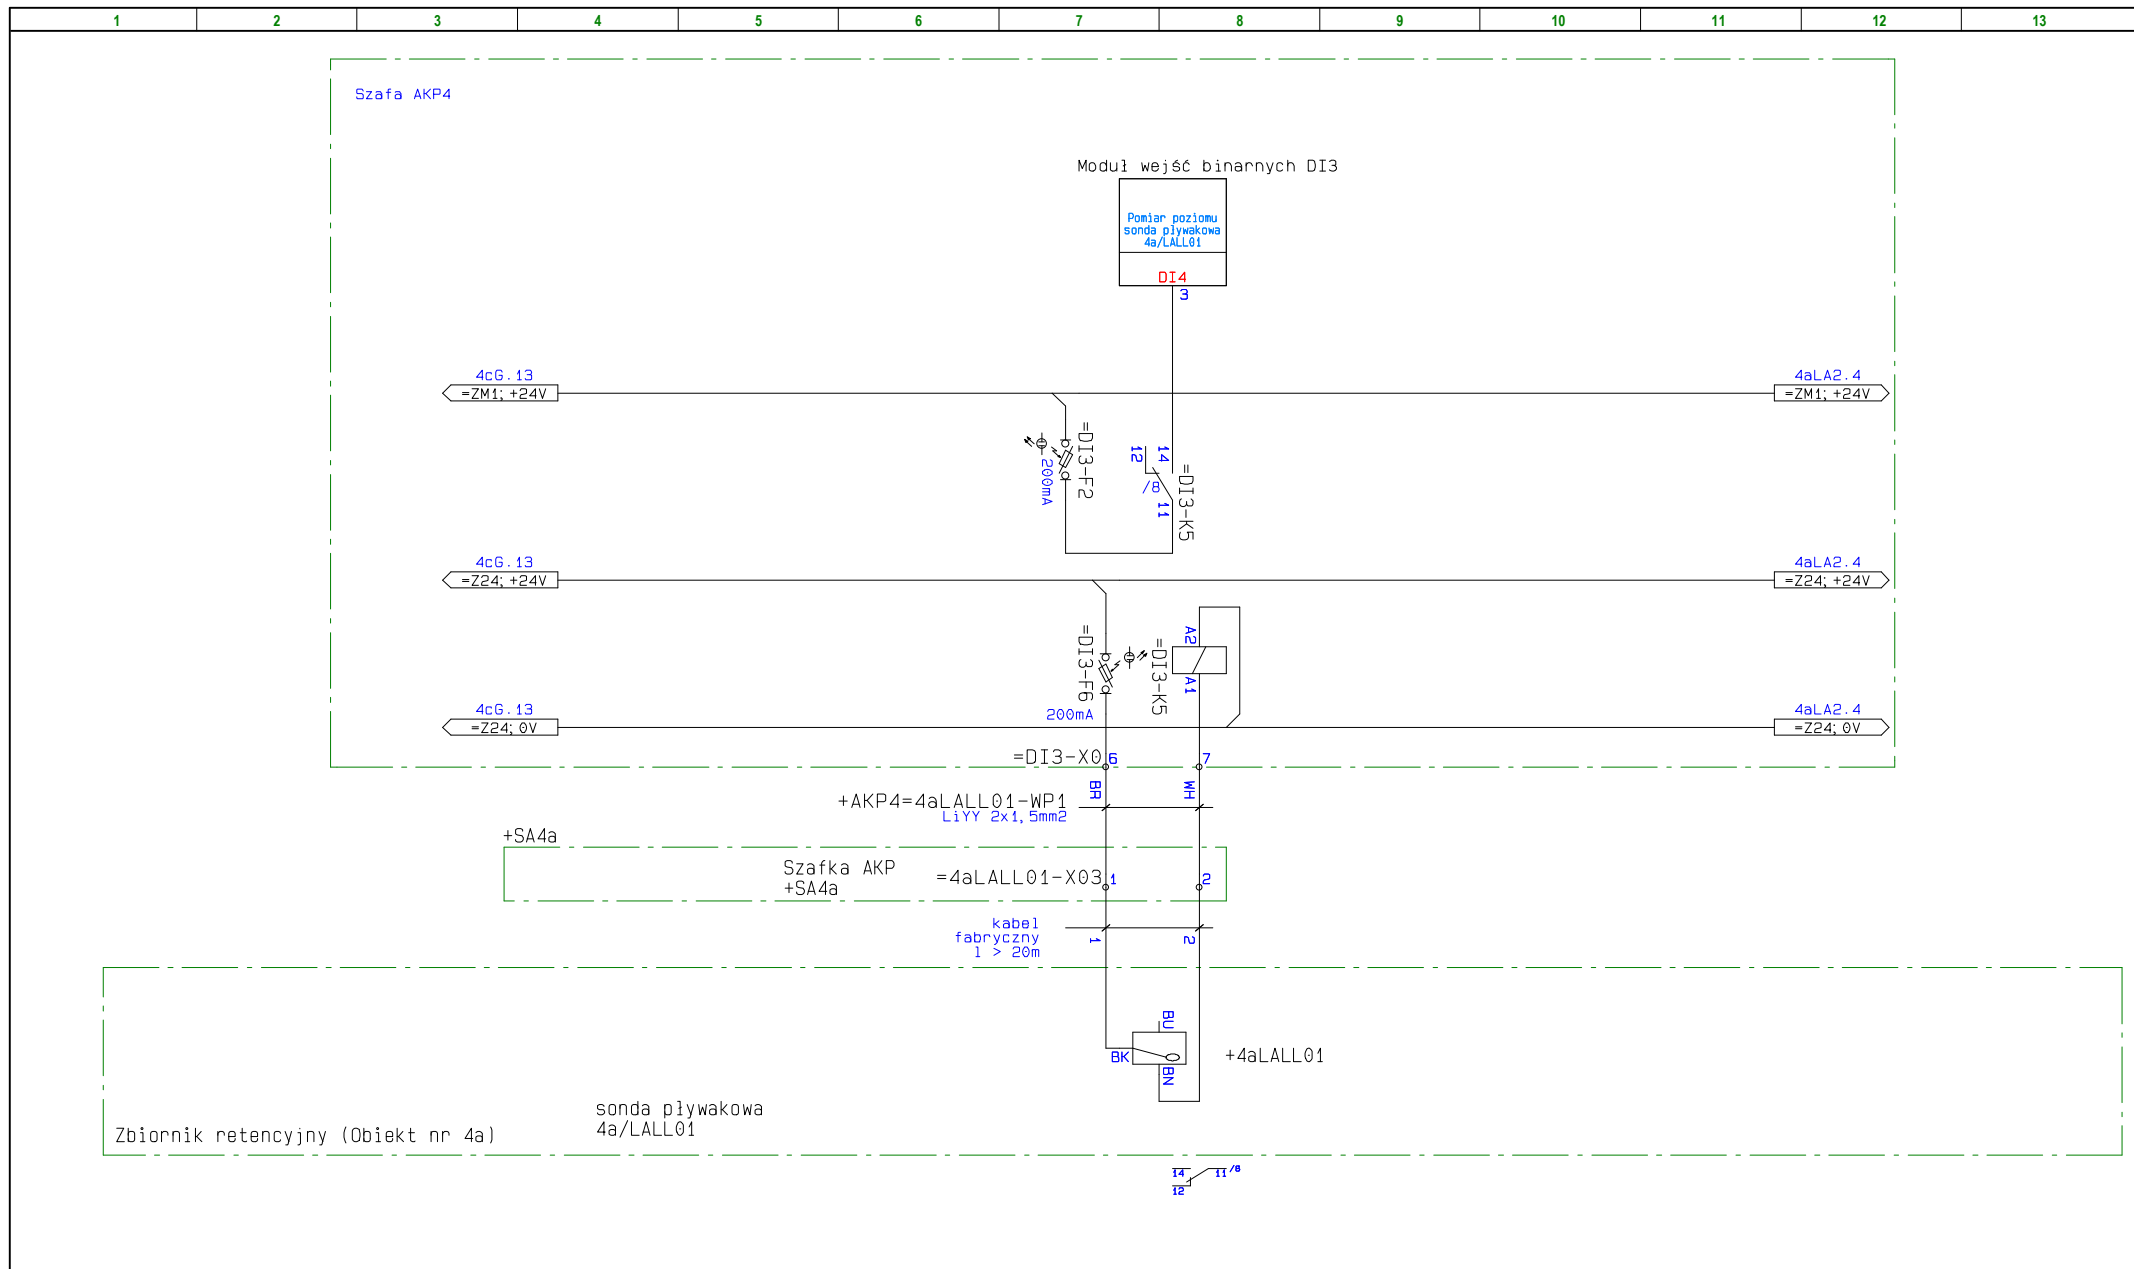 1 2 3 4 5 6 7 8 9 10 11 12 13
Szafa AKP4
Moduł wejść binarnych DI3
Pomiar poziomu
sonda pływakowa
4a/LALL01
DI4
3
4cG.13
=ZM1; +24V
4aLA2.4
=ZM1; +24V
=DI3-F2
200mA
12
14
/8
11
=DI3-K5
4cG.13
=Z24; +24V
4aLA2.4
=Z24; +24V
=DI3-F6
200mA
=DI3-K5
A2
A1
4cG.13
=Z24; 0V
4aLA2.4
=Z24; 0V
=DI3-X0
6
7
BR
WH
+AKP4=4aLALL01-WP1
LiYY 2x1,5mm2
+SA4a
Szafka AKP
+SA4a
=4aLALL01-X03
1
2
kabel
fabryczny
l > 20m
1
2
BU
BK
BN
+4aLALL01
sonda pływakowa
4a/LALL01
Zbiornik retencyjny (Obiekt nr 4a)
14
11
/8
12